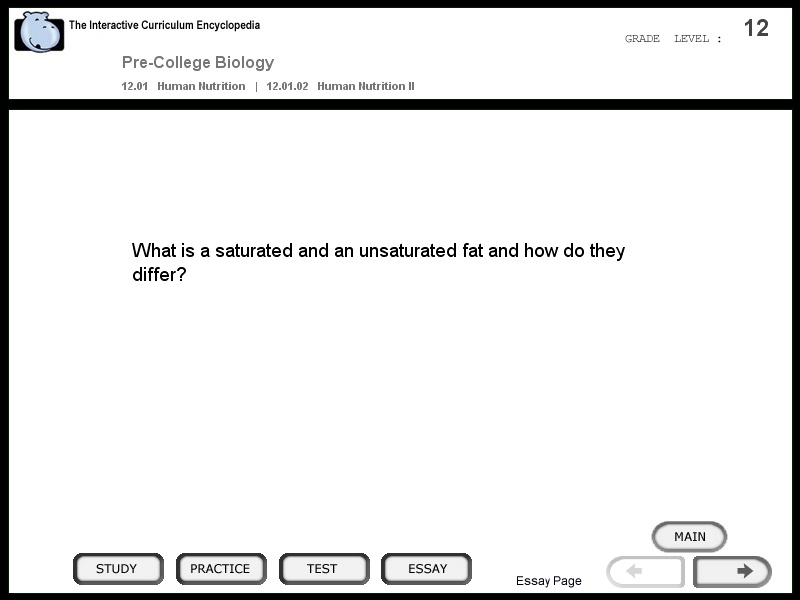 The Interactive Curriculum Encyclopedia
GRADE LEVEL : 12
Pre-College Biology
12.01 Human Nutrition | 12.01.02 Human Nutrition II
What is a saturated and an unsaturated fat and how do they
differ?
MAIN
STUDY PRACTICE TEST ESSAY
Essay Page